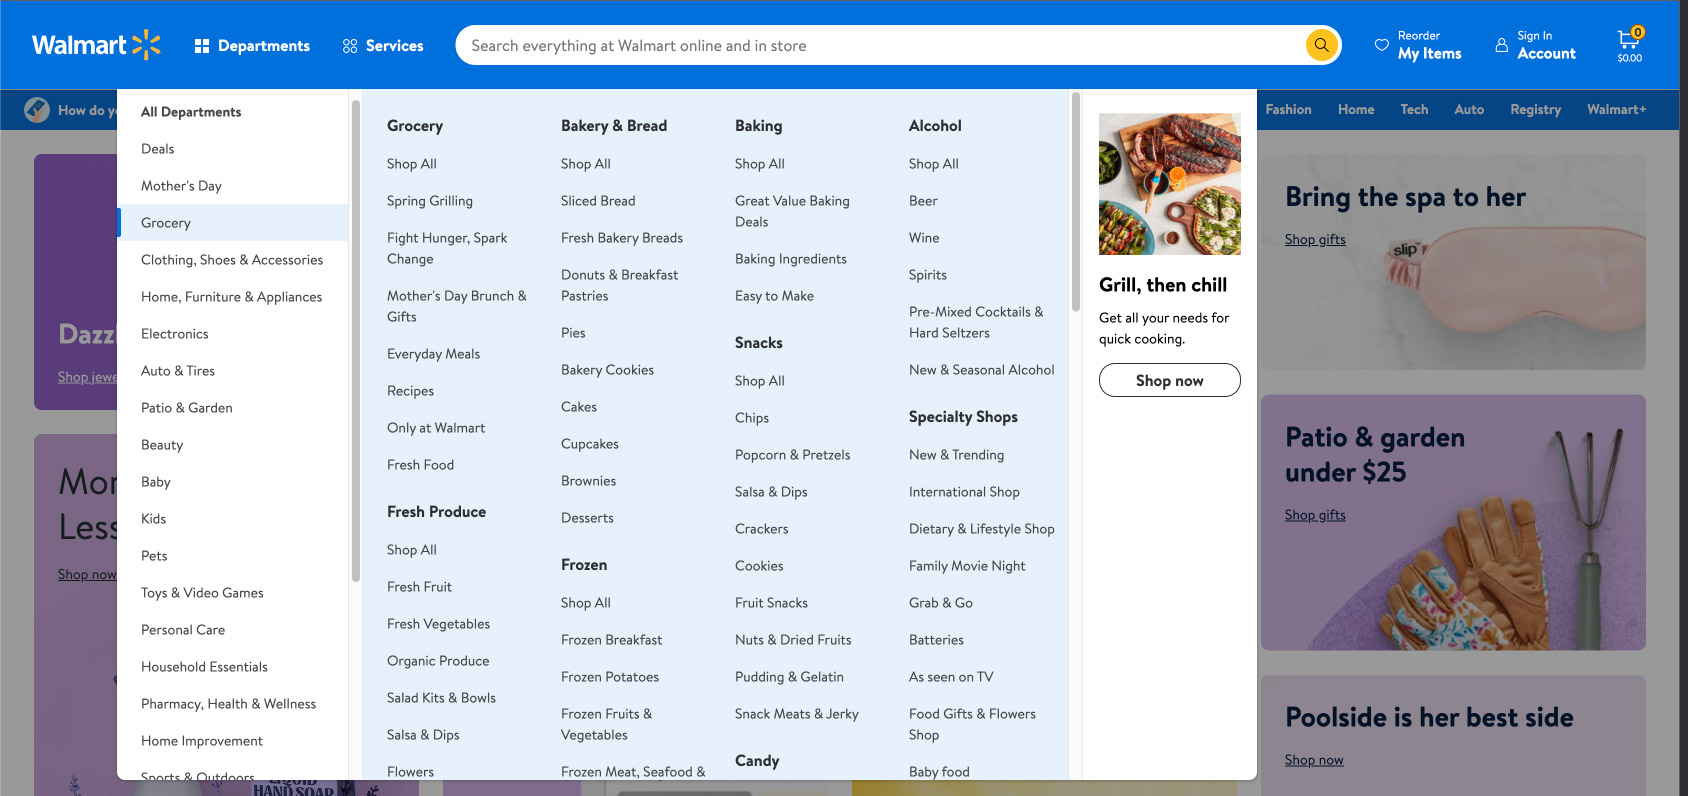 Walmart
Departments
Services
Search everything at Walmart online and in store
Reorder
My Items
Sign In
Account
0
$0.00
How do
Fashion
Home
Tech
Auto
Registry
Walmart+
All Departments
Deals
Mother's Day
Grocery
Clothing, Shoes & Accessories
Home, Furniture & Appliances
Electronics
Auto & Tires
Patio & Garden
Beauty
Baby
Kids
Pets
Toys & Video Games
Personal Care
Household Essentials
Pharmacy, Health & Wellness
Home Improvement
Sports & Outdoors
Grocery
Shop All
Spring Grilling
Fight Hunger, Spark
Change
Mother's Day Brunch &
Gifts
Everyday Meals
Recipes
Only at Walmart
Fresh Food
Fresh Produce
Shop All
Fresh Fruit
Fresh Vegetables
Organic Produce
Salad Kits & Bowls
Salsa & Dips
Flowers
Bakery & Bread
Shop All
Sliced Bread
Fresh Bakery Breads
Donuts & Breakfast
Pastries
Pies
Bakery Cookies
Cakes
Cupcakes
Brownies
Desserts
Frozen
Shop All
Frozen Breakfast
Frozen Potatoes
Frozen Fruits &
Vegetables
Frozen Meat, Seafood &
Baking
Shop All
Great Value Baking
Deals
Baking Ingredients
Easy to Make
Snacks
Shop All
Chips
Popcorn & Pretzels
Salsa & Dips
Crackers
Cookies
Fruit Snacks
Nuts & Dried Fruits
Pudding & Gelatin
Snack Meats & Jerky
Candy
Alcohol
Shop All
Beer
Wine
Spirits
Pre-Mixed Cocktails &
Hard Seltzers
New & Seasonal Alcohol
Specialty Shops
New & Trending
International Shop
Dietary & Lifestyle Shop
Family Movie Night
Grab & Go
Batteries
As seen on TV
Food Gifts & Flowers
Shop
Baby food
Grill, then chill
Get all your needs for
quick cooking.
Shop now
Shop
Less
Shop now
HAND SOAP
Bring the spa to her
Shop gifts
slip
Patio & garden
under $25
Shop gifts
Poolside is her best side
Shop now